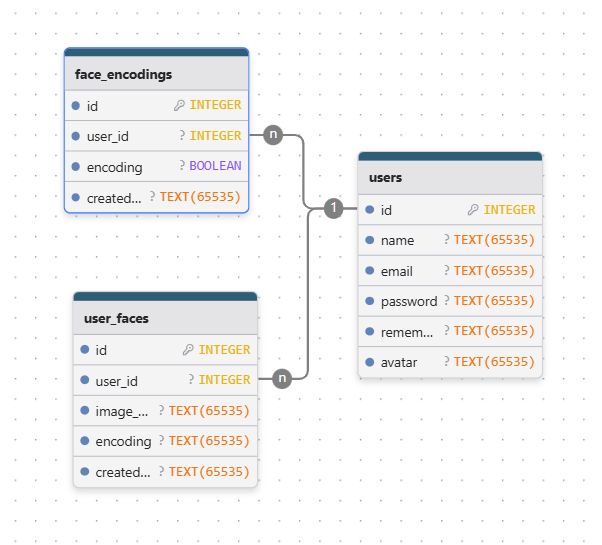 face_encodings
id INTEGER
user_id ? INTEGER
encoding ? BOOLEAN
created... ? TEXT(65535)
n
1
users
id INTEGER
name ? TEXT(65535)
email ? TEXT(65535)
password ? TEXT(65535)
remem... ? TEXT(65535)
avatar ? TEXT(65535)
user_faces
id INTEGER
user_id ? INTEGER
n
image_... ? TEXT(65535)
encoding ? TEXT(65535)
created... ? TEXT(65535)